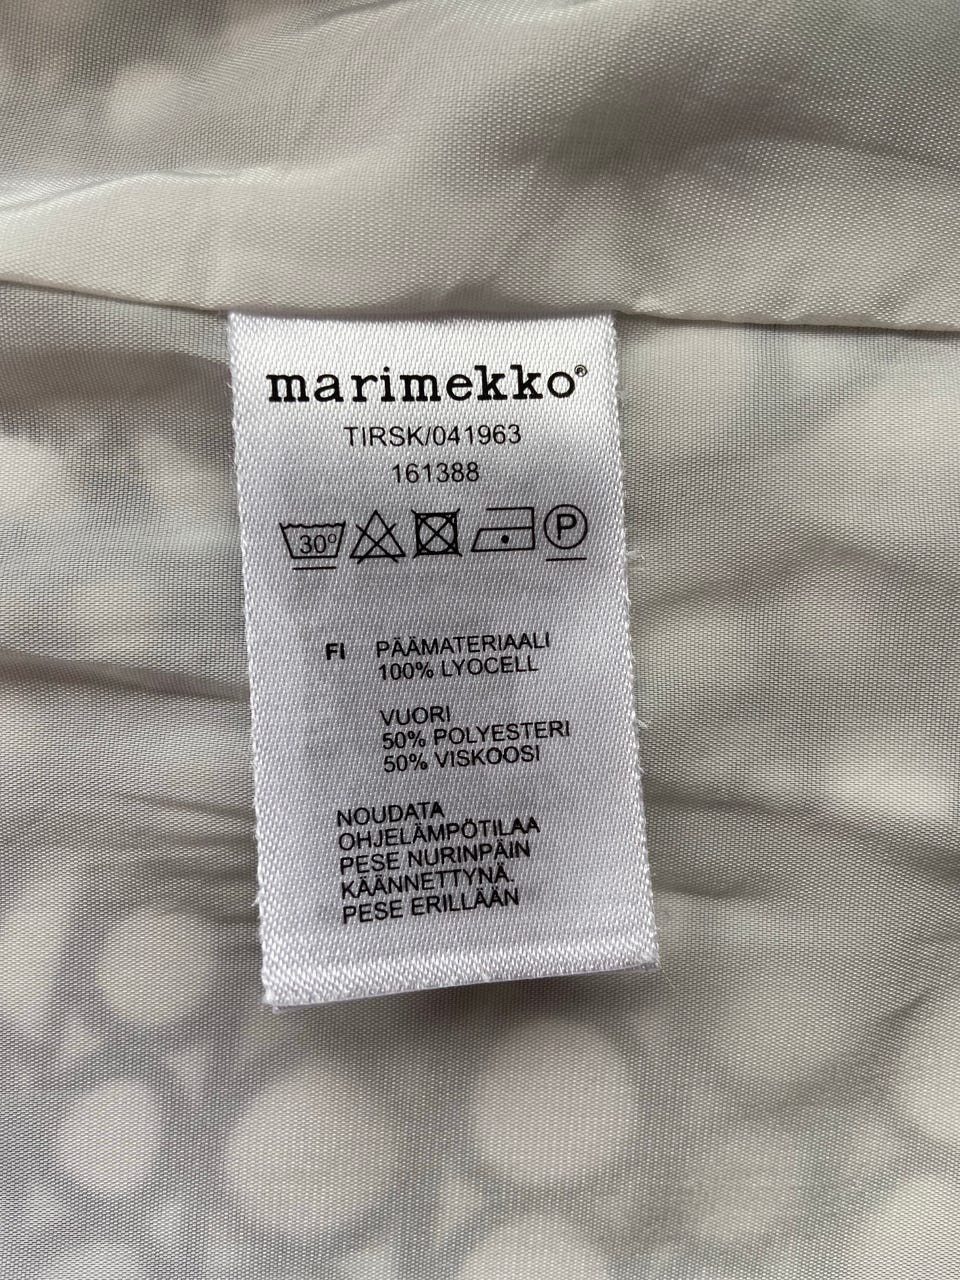 marimekko®
TIRSK/041963
161388
30° P
FI PÄÄMATERIAALI
100% LYOCELL
VUORI
50% POLYESTERI
50% VISKOOSI
NOUDATA
OHJELÄMPÖTILAA
PESE NURINPÄIN
KÄÄNNETTYNÄ.
PESE ERILLÄÄN